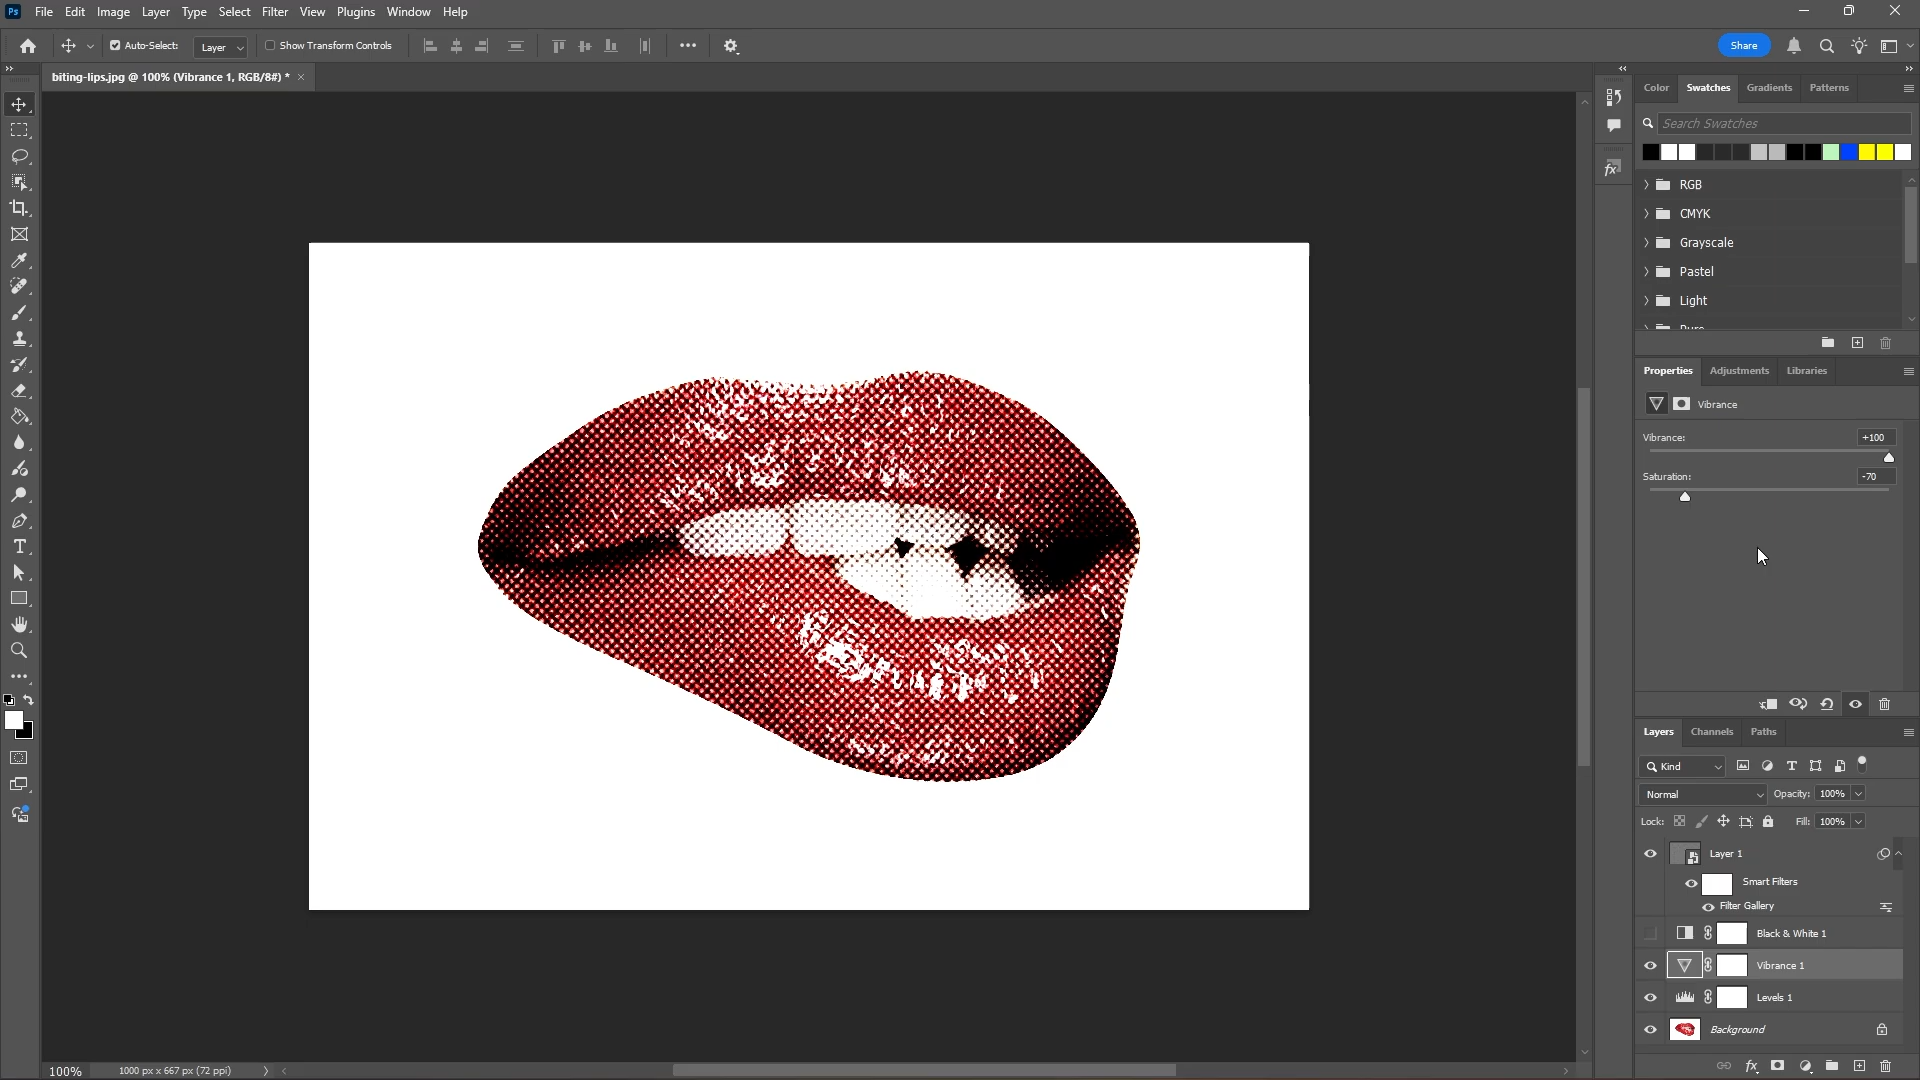 Ps File Edit Image Layer Type Select Filter View Plugins Window Help
Auto-Select: Layer Show Transform Controls Share
biting-lips.jpg @ 100% (Vibrance 1, RGB/8#) *
Color Swatches Gradients Patterns
Search Swatches
RGB
CMYK
Grayscale
Pastel
Light
Pure
Properties Adjustments Libraries
Vibrance
Vibrance: +100
Saturation: -70
Layers Channels Paths
Kind
Normal Opacity: 100%
Lock: Fill: 100%
Layer 1
Smart Filters
Filter Gallery
Black & White 1
Vibrance 1
Levels 1
Background
100% 1000 px x 667 px (72 ppi)